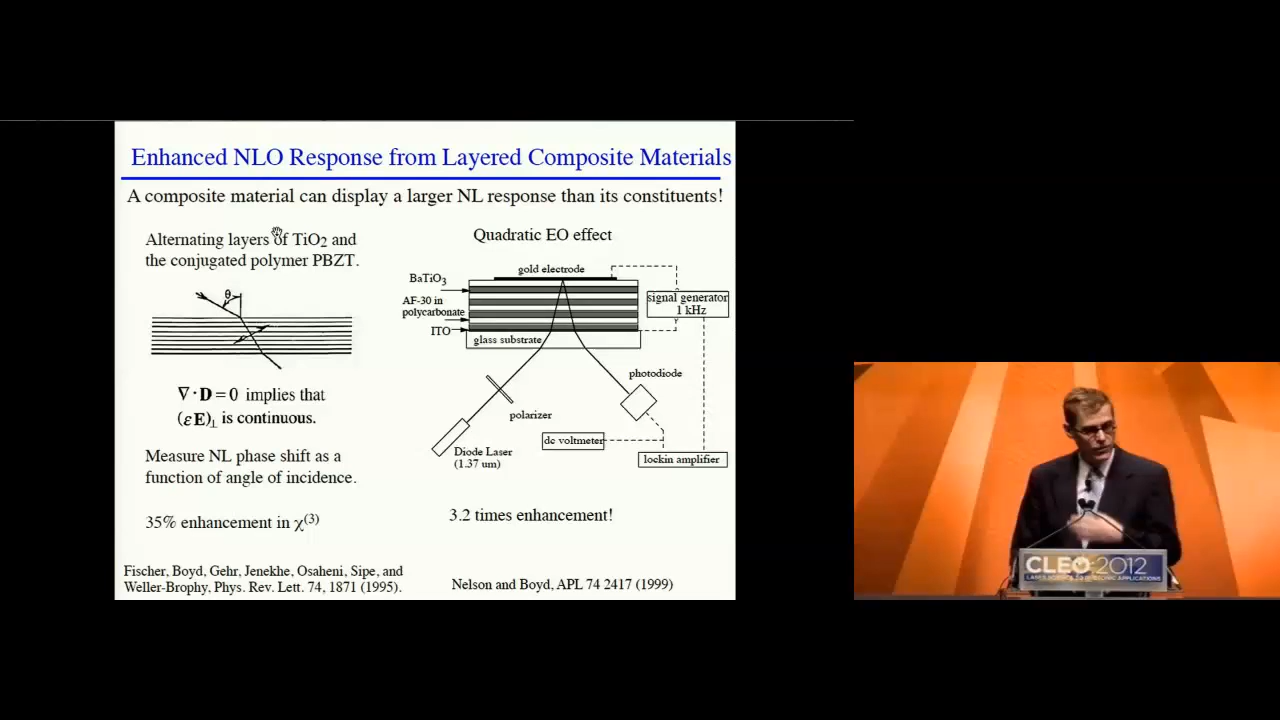 Enhanced NLO Response from Layered Composite Materials
A composite material can display a larger NL response than its constituents!
Alternating layers of TiO2 and
the conjugated polymer PBZT.
θ
∇ · D = 0 implies that
(εE)⊥ is continuous.
Measure NL phase shift as a
function of angle of incidence.
35% enhancement in χ(3)
Fischer, Boyd, Gehr, Jenekhe, Osaheni, Sipe, and
Weller-Brophy, Phys. Rev. Lett. 74, 1871 (1995).
Quadratic EO effect
gold electrode
BaTiO3
AF-30 in
polycarbonate
ITO
glass substrate
signal generator
1 kHz
photodiode
polarizer
dc voltmeter
Diode Laser
(1.37 um)
lockin amplifier
3.2 times enhancement!
Nelson and Boyd, APL 74 2417 (1999)
CLEO:2012